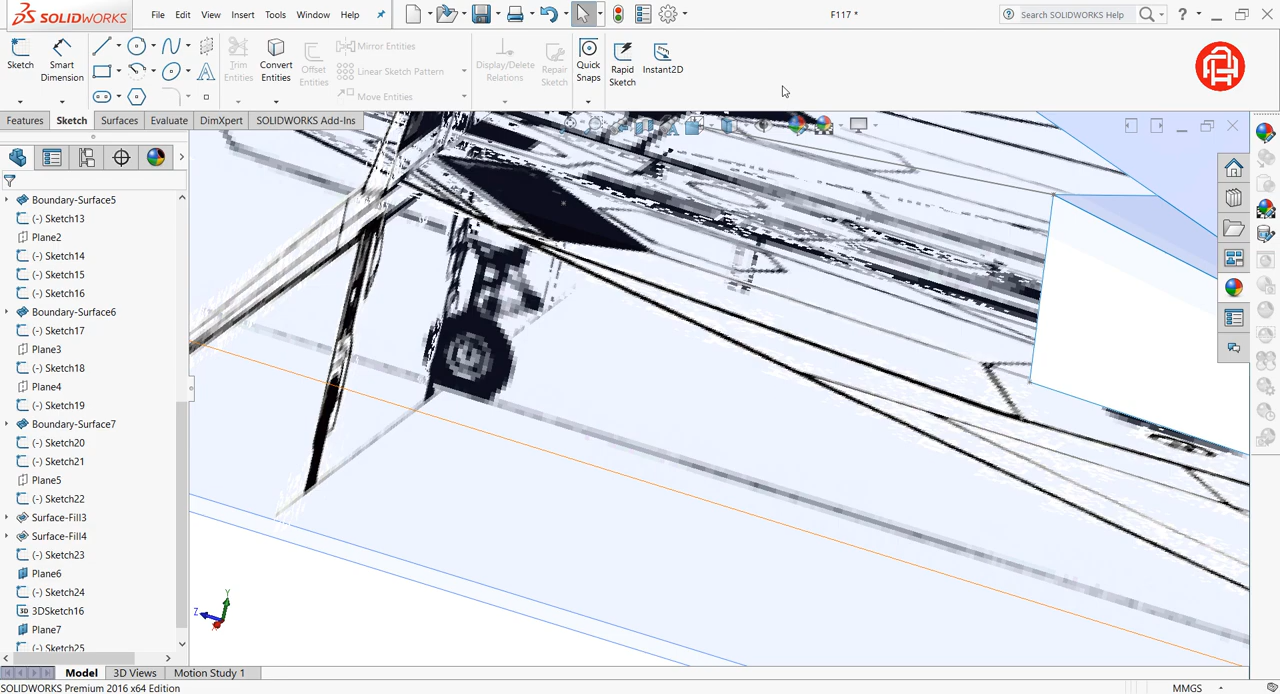 SOLIDWORKS File Edit View Insert Tools Window Help F117 * Search SOLIDWORKS Help ?
Sketch Smart Dimension Trim Entities Convert Entities Offset Entities Mirror Entities Linear Sketch Pattern Move Entities Display/Delete Relations Repair Sketch Quick Snaps Rapid Sketch Instant2D
Features Sketch Surfaces Evaluate DimXpert SOLIDWORKS Add-Ins
Boundary-Surface5
(-) Sketch13
Plane2
(-) Sketch14
(-) Sketch15
(-) Sketch16
Boundary-Surface6
(-) Sketch17
Plane3
(-) Sketch18
Plane4
(-) Sketch19
Boundary-Surface7
(-) Sketch20
(-) Sketch21
Plane5
(-) Sketch22
Surface-Fill3
Surface-Fill4
(-) Sketch23
Plane6
(-) Sketch24
3D 3DSketch16
Plane7
(-) Sketch25
Y
Z
Model 3D Views Motion Study 1
SOLIDWORKS Premium 2016 x64 Edition MMGS